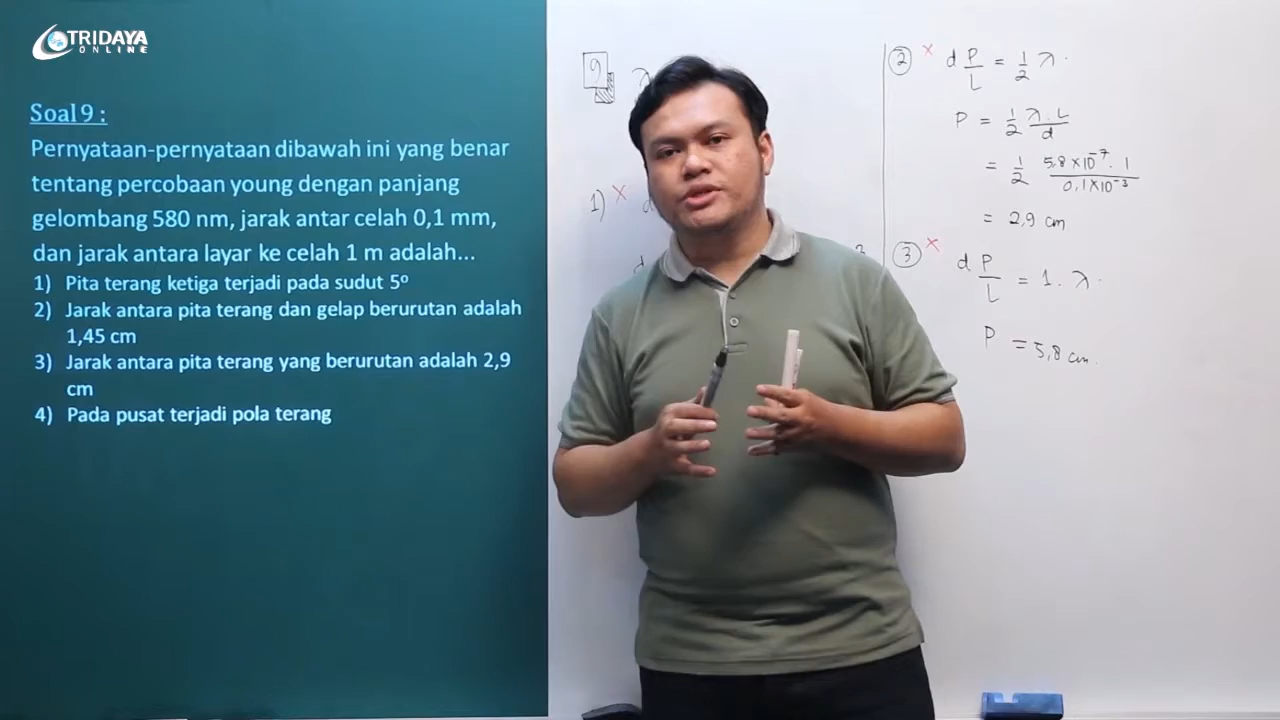 TRIDAYA
ONLINE
Soal 9 :
Pernyataan-pernyataan dibawah ini yang benar
tentang percobaan young dengan panjang
gelombang 580 nm, jarak antar celah 0,1 mm,
dan jarak antara layar ke celah 1 m adalah...
1) Pita terang ketiga terjadi pada sudut 5º
2) Jarak antara pita terang dan gelap berurutan adalah
1,45 cm
3) Jarak antara pita terang yang berurutan adalah 2,9
cm
4) Pada pusat terjadi pola terang
9 λ
1) × d
d
② × d P/L = 1/2 λ.
P = 1/2 λ.L/d
= 1/2 5,8 × 10⁻⁷ . 1/0,1 × 10⁻³
= 2,9 cm
③ × d P/L = 1. λ.
P = 5,8 cm.